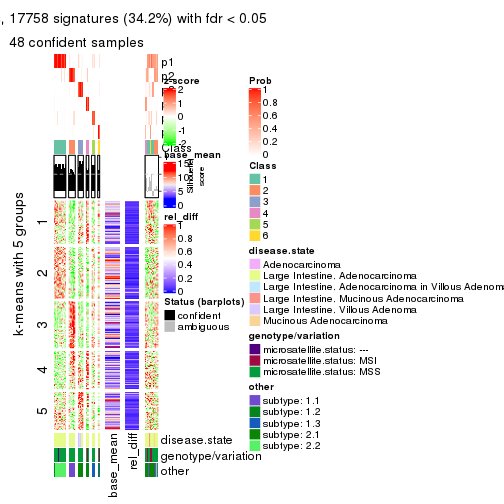 , 17758 signatures (34.2%) with fdr < 0.05
48 confident samples
p1
p2
z-score
2
1
0
-1
-2
Class
base_mean
15
10
5
0
Silhouette
score
rel_diff
1
0.8
0.6
0.4
0.2
0
Status (barplots)
confident
ambiguous
k-means with 5 groups
1
2
3
4
5
base_mean
rel_diff
disease.state
genotype/variation
other
Prob
1
0.8
0.6
0.4
0.2
0
Class
1
2
3
4
5
6
disease.state
Adenocarcinoma
Large Intestine. Adenocarcinoma
Large Intestine. Adenocarcinoma in Villous Adenom
Large Intestine. Mucinous Adenocarcinoma
Large Intestine. Villous Adenoma
Mucinous Adenocarcinoma
genotype/variation
microsatellite.status: ---
microsatellite.status: MSI
microsatellite.status: MSS
other
subtype: 1.1
subtype: 1.2
subtype: 1.3
subtype: 2.1
subtype: 2.2